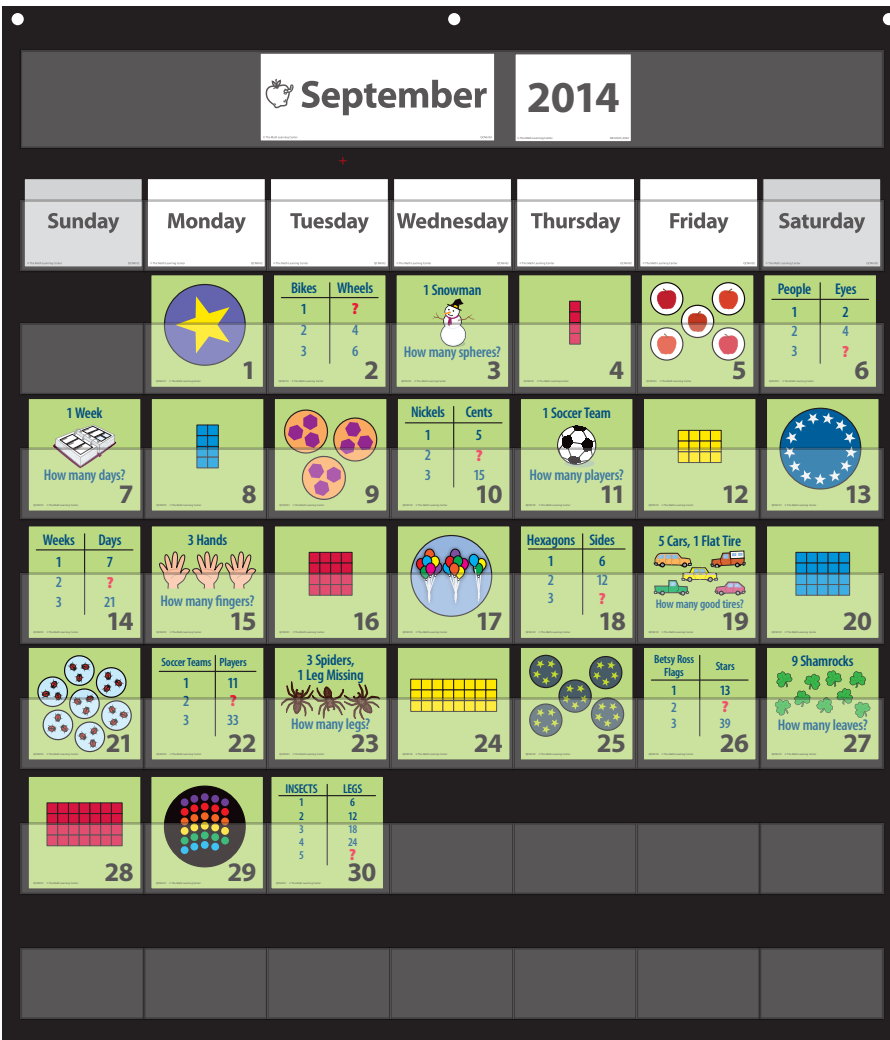 September
2014
Sunday Monday Tuesday Wednesday Thursday Friday Saturday
1
Bikes Wheels
1 ?
2 4
3 6
2
1 Snowman
How many spheres?
3
4
5
People Eyes
1 2
2 4
3 ?
6
1 Week
How many days?
7
8
9
Nickels Cents
1 5
2 ?
3 15
10
1 Soccer Team
How many players?
11
12
13
Weeks Days
1 7
2 ?
3 21
14
3 Hands
How many fingers?
15
16
17
Hexagons Sides
1 6
2 12
3 ?
18
5 Cars, 1 Flat Tire
How many good tires?
19
20
21
Soccer Teams Players
1 11
2 ?
3 33
22
3 Spiders,
1 Leg Missing
How many legs?
23
24
25
Betsy Ross
Flags Stars
1 13
2 ?
3 39
26
9 Shamrocks
How many leaves?
27
28
29
INSECTS LEGS
1 6
2 12
3 18
4 24
5 ?
30